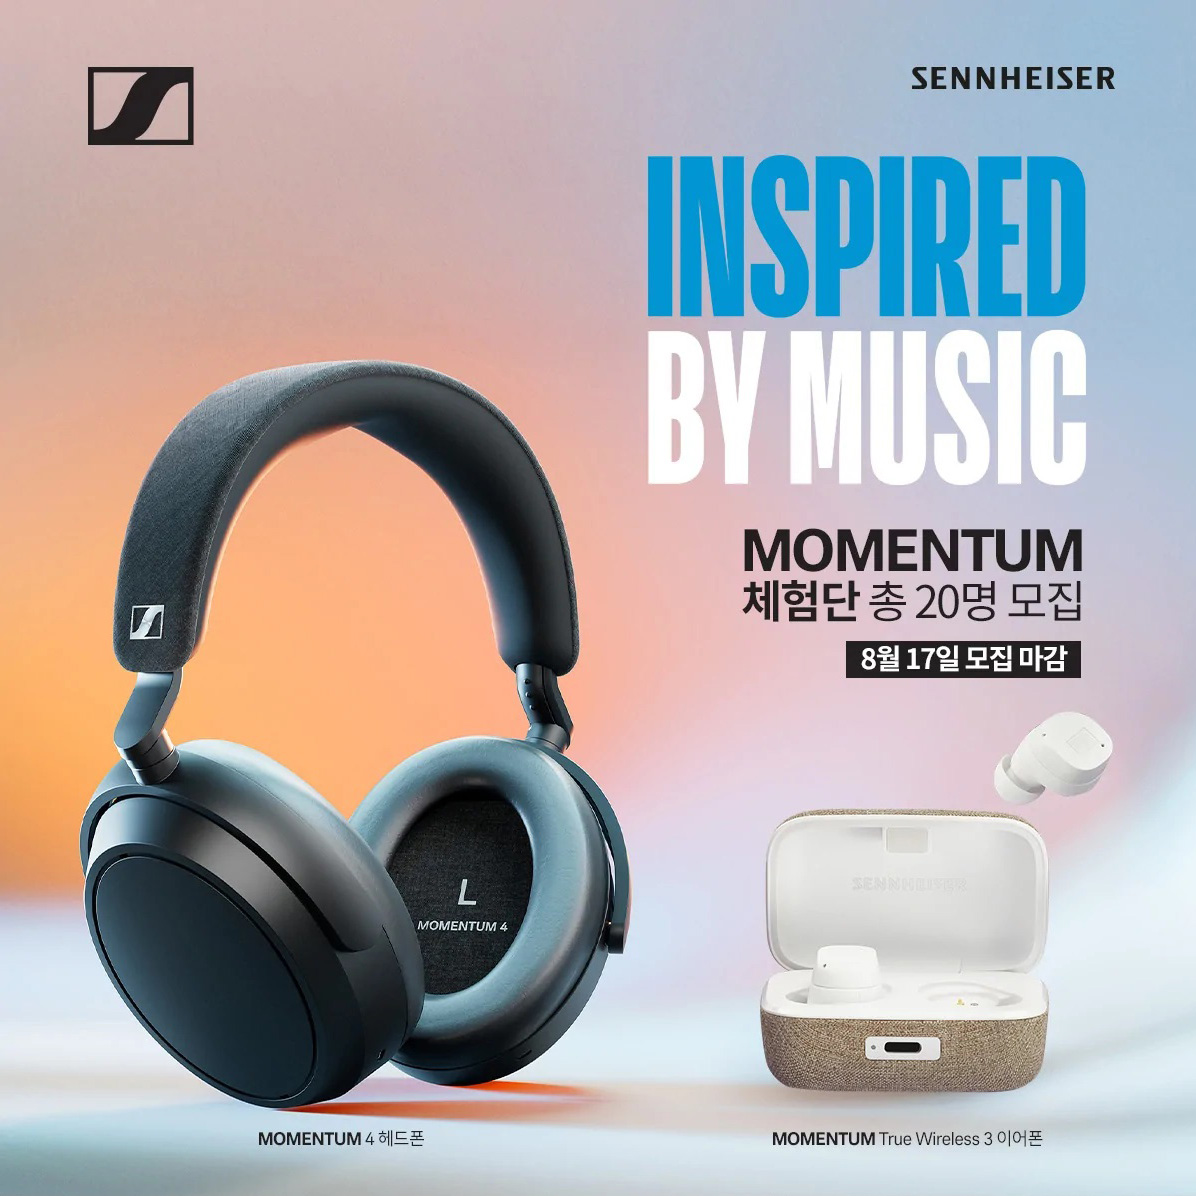 SENNHEISER
INSPIRED
BY MUSIC
MOMENTUM
체험단 총 20명 모집
8월 17일 모집 마감
L
MOMENTUM 4
SENNHEISER
MOMENTUM 4 헤드폰
MOMENTUM True Wireless 3 이어폰